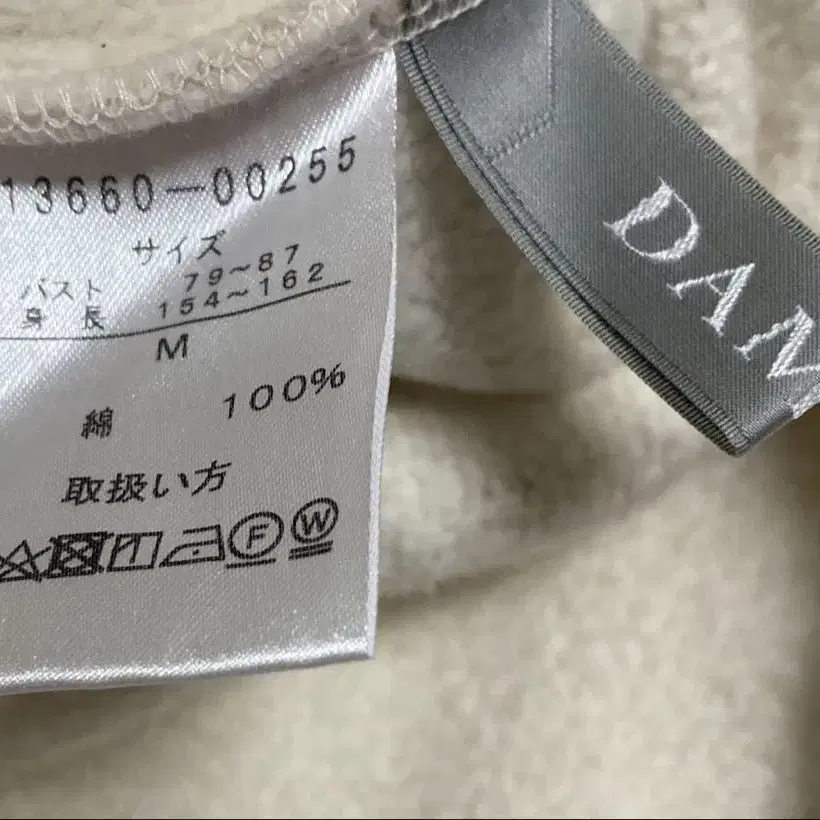 13660-00255
サイズ
バスト 79~87
身長 154~162
M
綿 100%
取扱い方
F W
DAN